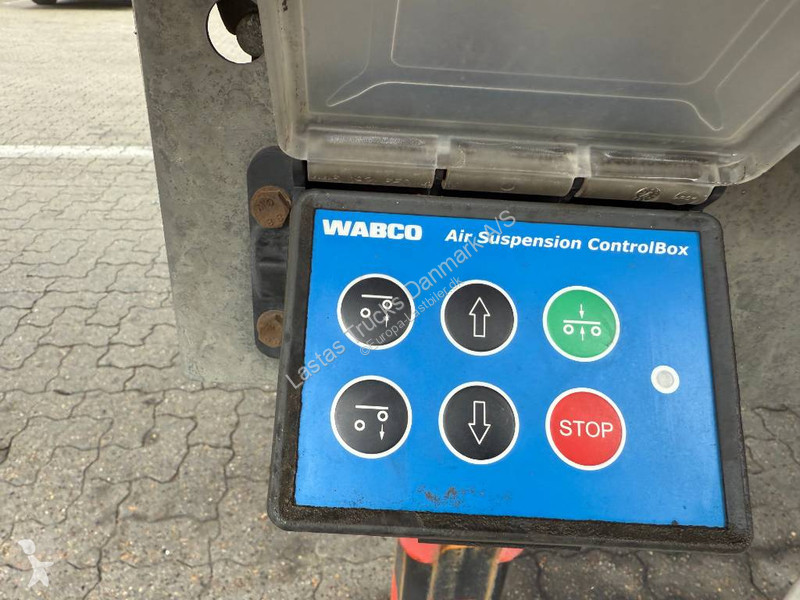 WABCO
Air Suspension ControlBox
STOP
Lastas Trucks Danmark A/S
©Europa-Lastbiler.dk